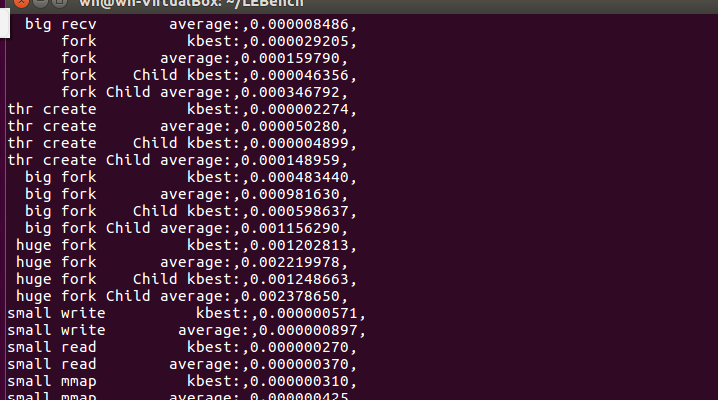 wh@wh-VirtualBox: ~/LEBench
big recv average:,0.000008486,
fork kbest:,0.000029205,
fork average:,0.000159790,
fork Child kbest:,0.000046356,
fork Child average:,0.000346792,
thr create kbest:,0.000002274,
thr create average:,0.000050280,
thr create Child kbest:,0.000004899,
thr create Child average:,0.000148959,
big fork kbest:,0.000483440,
big fork average:,0.000981630,
big fork Child kbest:,0.000598637,
big fork Child average:,0.001156290,
huge fork kbest:,0.001202813,
huge fork average:,0.002219978,
huge fork Child kbest:,0.001248663,
huge fork Child average:,0.002378650,
small write kbest:,0.000000571,
small write average:,0.000000897,
small read kbest:,0.000000270,
small read average:,0.000000370,
small mmap kbest:,0.000000310,
small mmap average:,0.000000425,